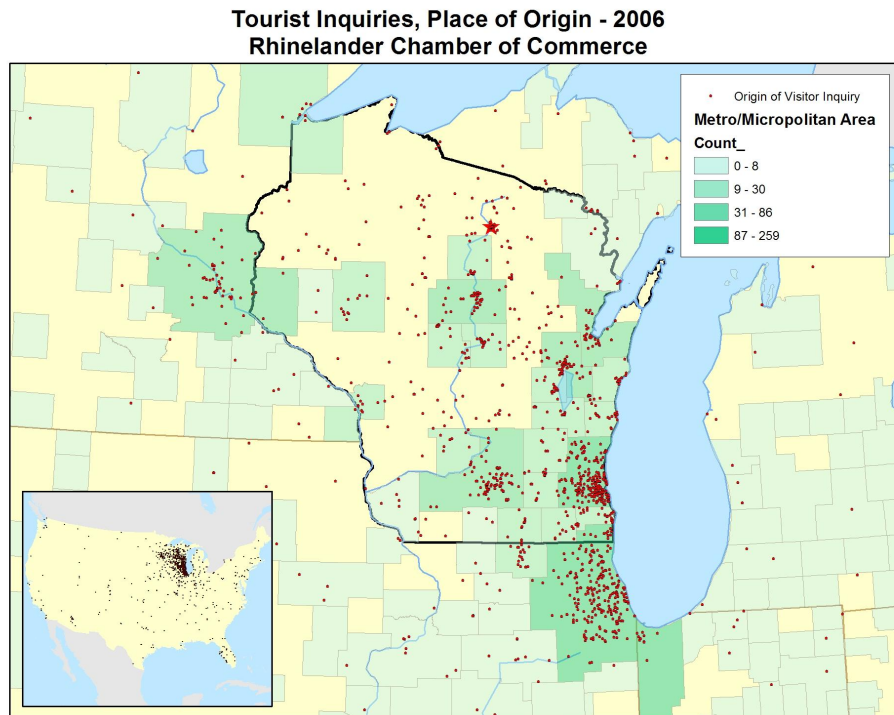 Tourist Inquiries, Place of Origin - 2006
Rhinelander Chamber of Commerce
Origin of Visitor Inquiry
Metro/Micropolitan Area
Count_
0 - 8
9 - 30
31 - 86
87 - 259